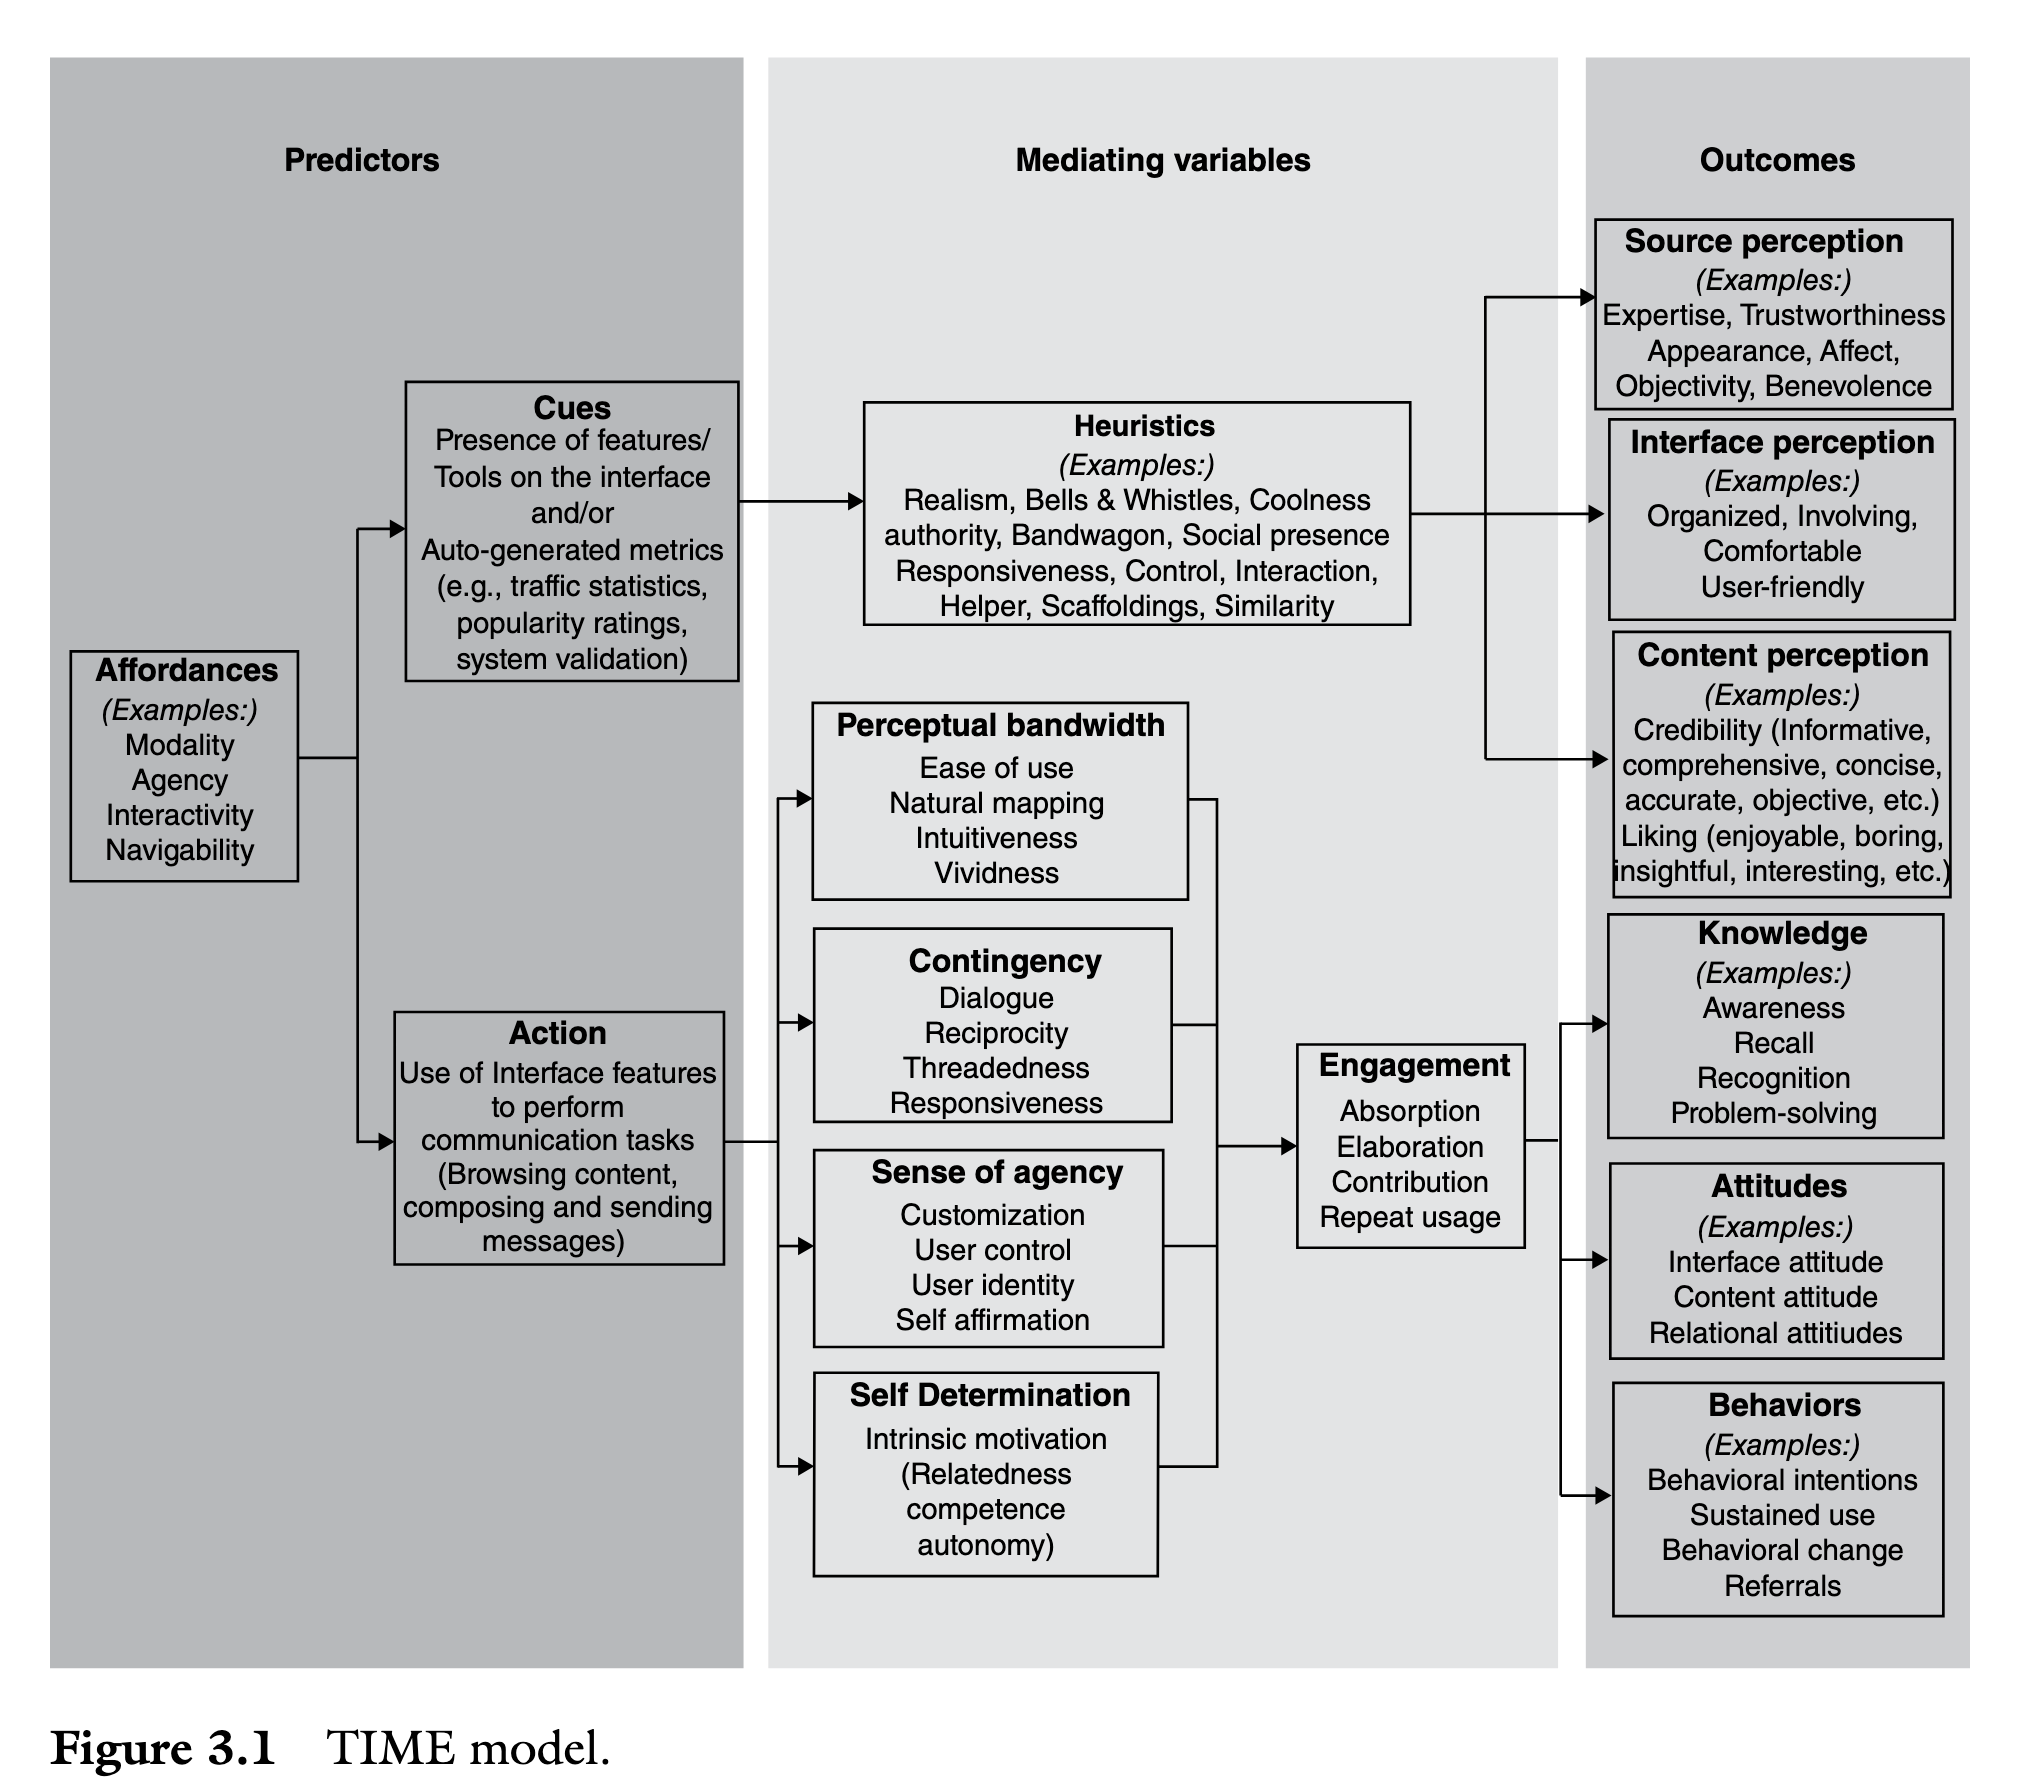 Predictors
Mediating variables
Outcomes
Affordances
(Examples:)
Modality
Agency
Interactivity
Navigability
Cues
Presence of features/
Tools on the interface
and/or
Auto-generated metrics
(e.g., traffic statistics,
popularity ratings,
system validation)
Action
Use of Interface features
to perform
communication tasks
(Browsing content,
composing and sending
messages)
Heuristics
(Examples:)
Realism, Bells & Whistles, Coolness
authority, Bandwagon, Social presence
Responsiveness, Control, Interaction,
Helper, Scaffoldings, Similarity
Perceptual bandwidth
Ease of use
Natural mapping
Intuitiveness
Vividness
Contingency
Dialogue
Reciprocity
Threadedness
Responsiveness
Sense of agency
Customization
User control
User identity
Self affirmation
Self Determination
Intrinsic motivation
(Relatedness
competence
autonomy)
Engagement
Absorption
Elaboration
Contribution
Repeat usage
Source perception
(Examples:)
Expertise, Trustworthiness
Appearance, Affect,
Objectivity, Benevolence
Interface perception
(Examples:)
Organized, Involving,
Comfortable
User-friendly
Content perception
(Examples:)
Credibility (Informative,
comprehensive, concise,
accurate, objective, etc.)
Liking (enjoyable, boring,
insightful, interesting, etc.)
Knowledge
(Examples:)
Awareness
Recall
Recognition
Problem-solving
Attitudes
(Examples:)
Interface attitude
Content attitude
Relational attitiudes
Behaviors
(Examples:)
Behavioral intentions
Sustained use
Behavioral change
Referrals
Figure 3.1 TIME model.